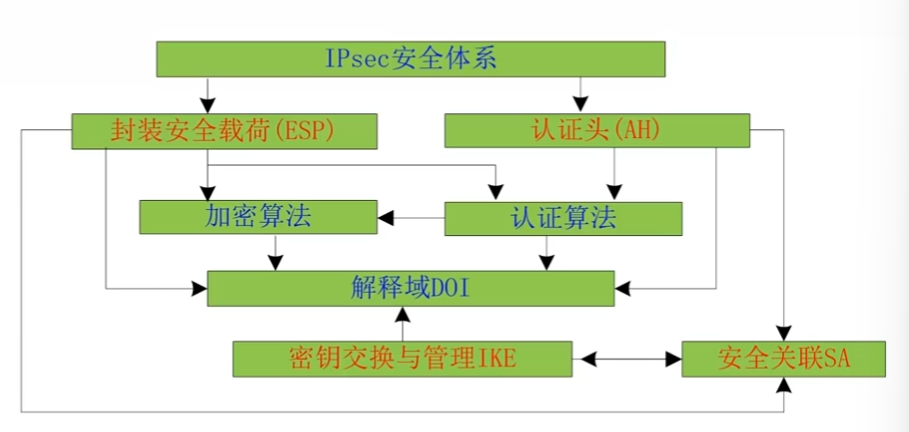 IPsec安全体系
封装安全载荷(ESP)
认证头(AH)
加密算法
认证算法
解释域DOI
密钥交换与管理IKE
安全关联SA